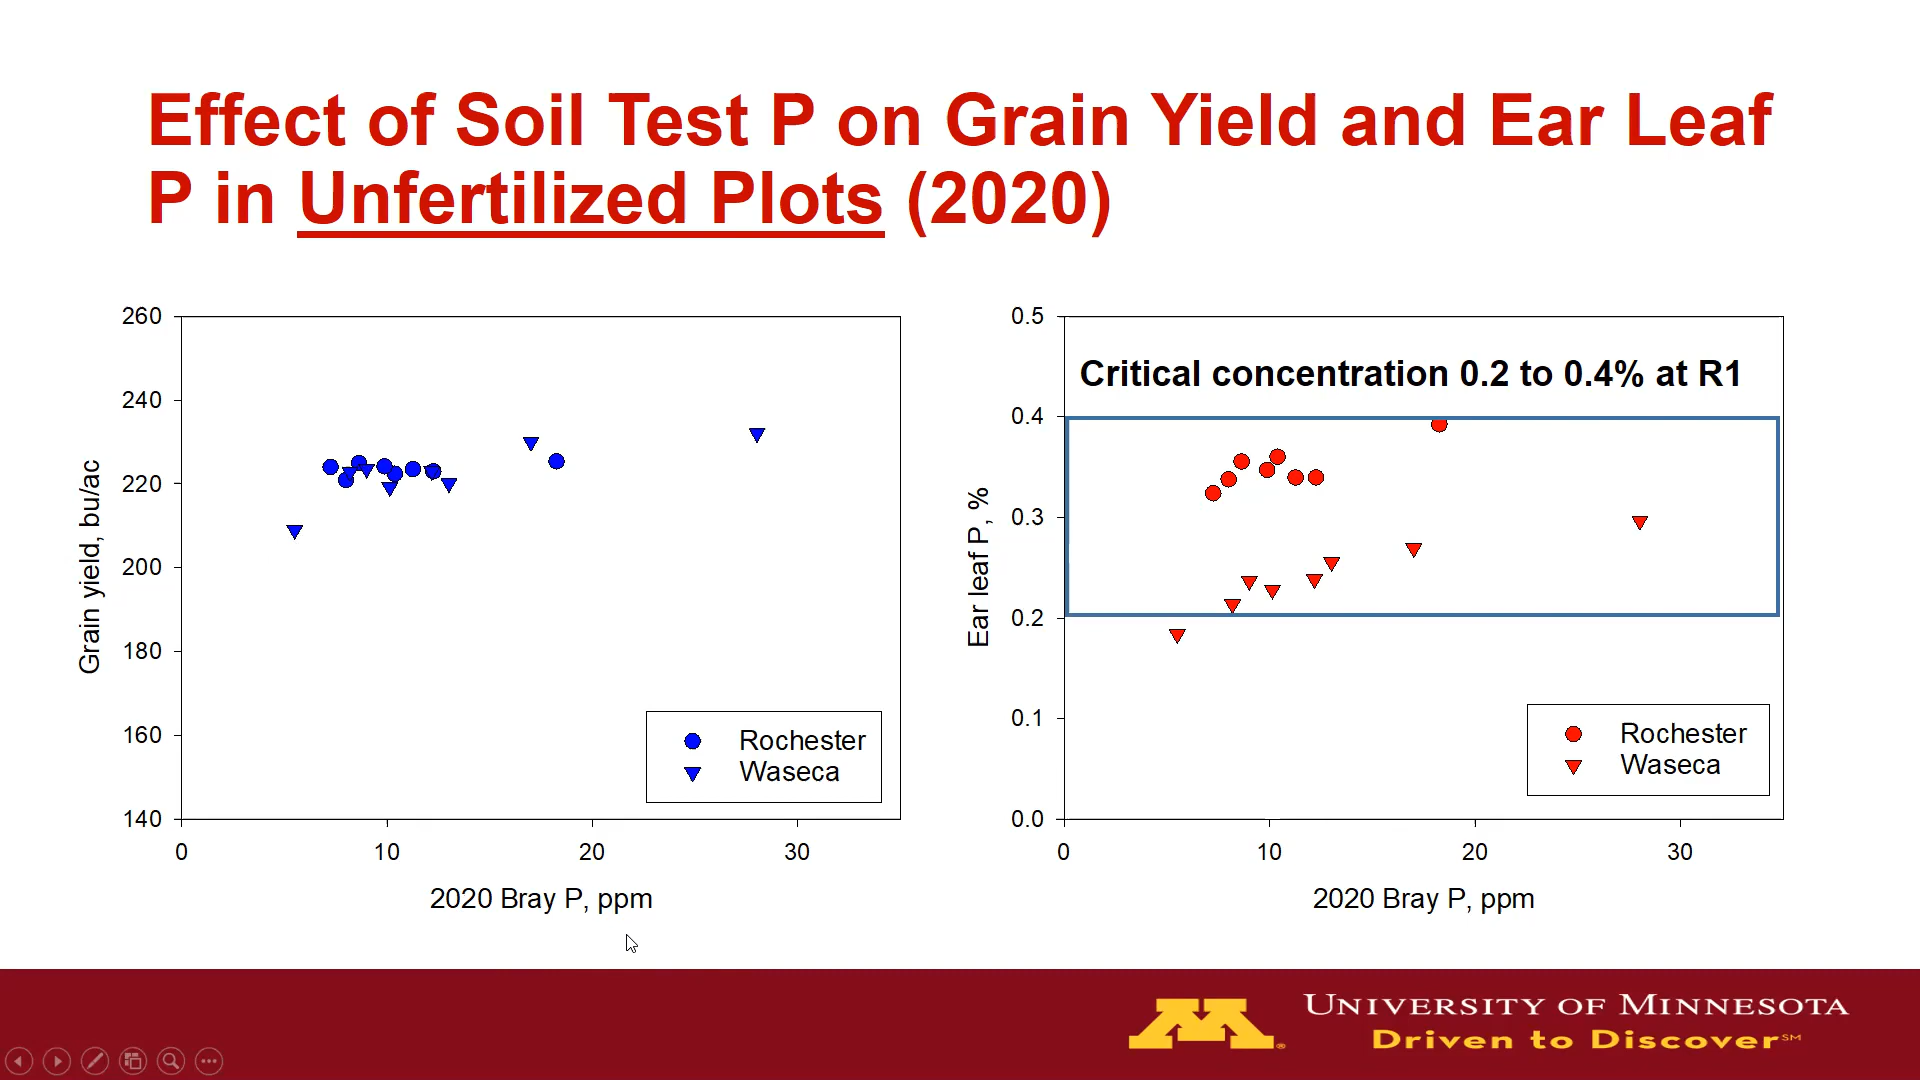 Effect of Soil Test P on Grain Yield and Ear Leaf
P in Unfertilized Plots (2020)
260
240
220
200
180
160
140
Grain yield, bu/ac
0
10
20
30
2020 Bray P, ppm
Rochester
Waseca
0.5
0.4
0.3
0.2
0.1
0.0
Ear leaf P, %
Critical concentration 0.2 to 0.4% at R1
0
10
20
30
2020 Bray P, ppm
Rochester
Waseca
M®
UNIVERSITY OF MINNESOTA
Driven to Discover℠